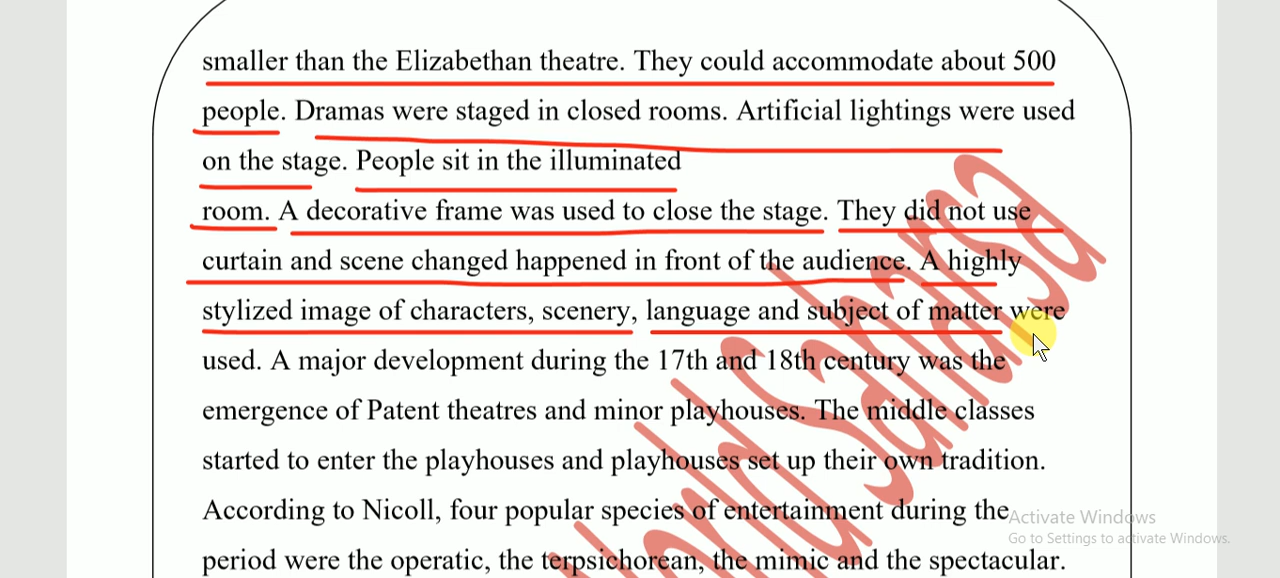 smaller than the Elizabethan theatre. They could accommodate about 500
people. Dramas were staged in closed rooms. Artificial lightings were used
on the stage. People sit in the illuminated
room. A decorative frame was used to close the stage. They did not use
curtain and scene changed happened in front of the audience. A highly
stylized image of characters, scenery, language and subject of matter were
used. A major development during the 17th and 18th century was the
emergence of Patent theatres and minor playhouses. The middle classes
started to enter the playhouses and playhouses set up their own tradition.
According to Nicoll, four popular species of entertainment during the
period were the operatic, the terpsichorean, the mimic and the spectacular.
World Sahansa
Activate Windows
Go to Settings to activate Windows.